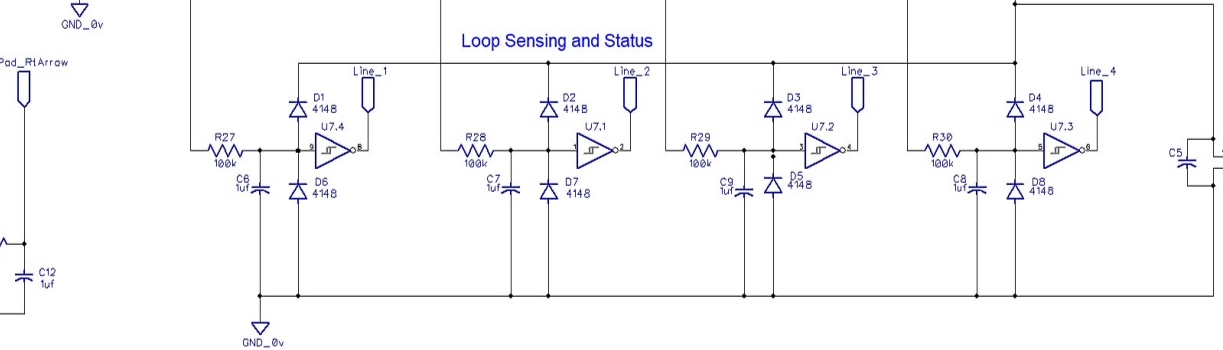 GND_0v
Pad_RtArrow
C12
1uf
Loop Sensing and Status
Line_1
D1
4148
U7.4
R27
100k
9
8
C6
1uf
D6
4148
Line_2
D2
4148
U7.1
R28
100k
1
2
C7
1uf
D7
4148
Line_3
D3
4148
U7.2
R29
100k
3
4
C9
1uf
D5
4148
Line_4
D4
4148
U7.3
R30
100k
5
6
C8
1uf
D8
4148
C5
GND_0v